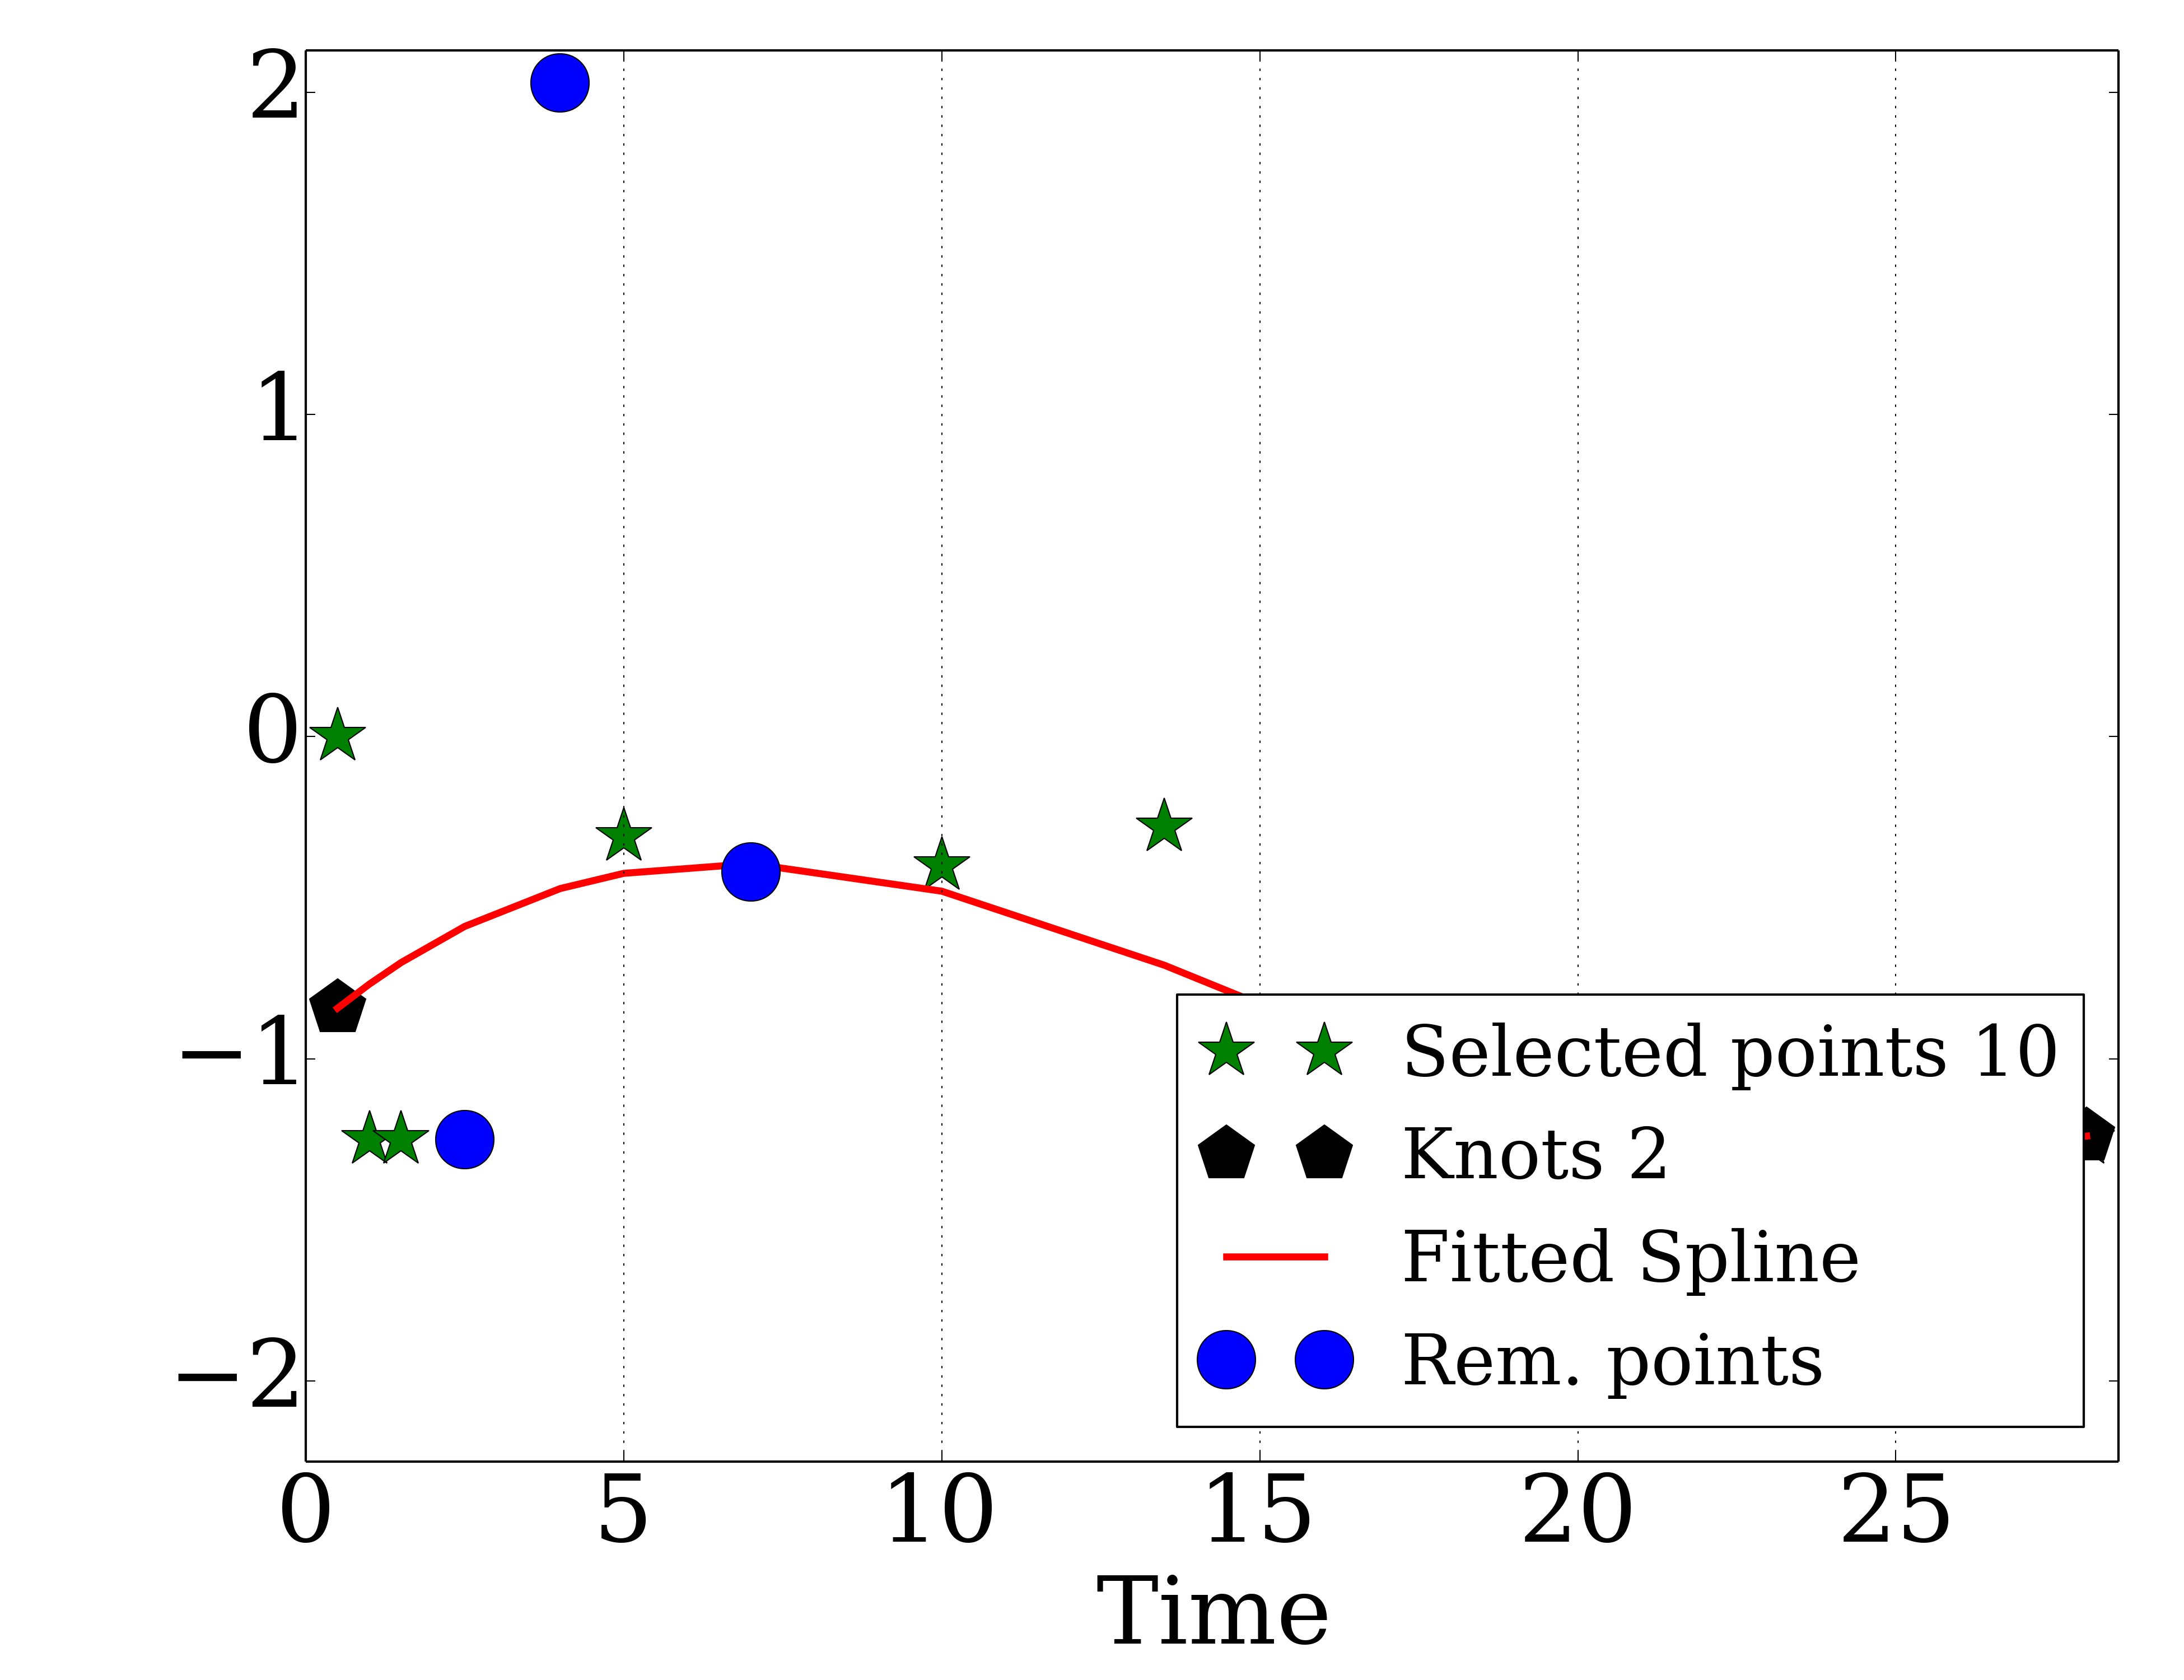 2
1
0
−1
−2
Selected points 10
Knots 2
Fitted Spline
Rem. points
0 5 10 15 20 25
Time